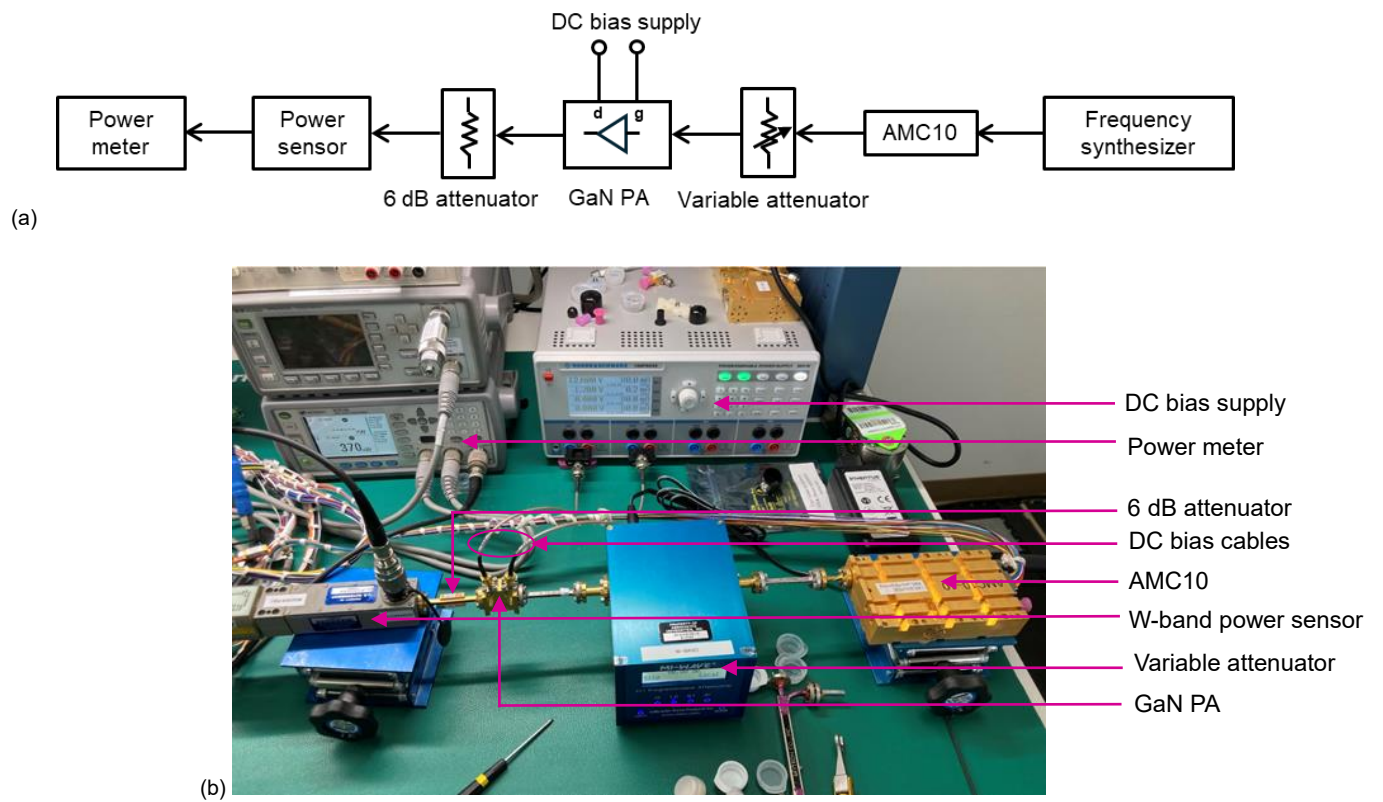 DC bias supply
d
g
Power
meter
Power
sensor
AMC10
Frequency
synthesizer
6 dB attenuator
GaN PA
Variable attenuator
(a)
370
DC bias supply
Power meter
6 dB attenuator
DC bias cables
AMC10
W-band power sensor
Variable attenuator
GaN PA
MI-WAVE
(b)